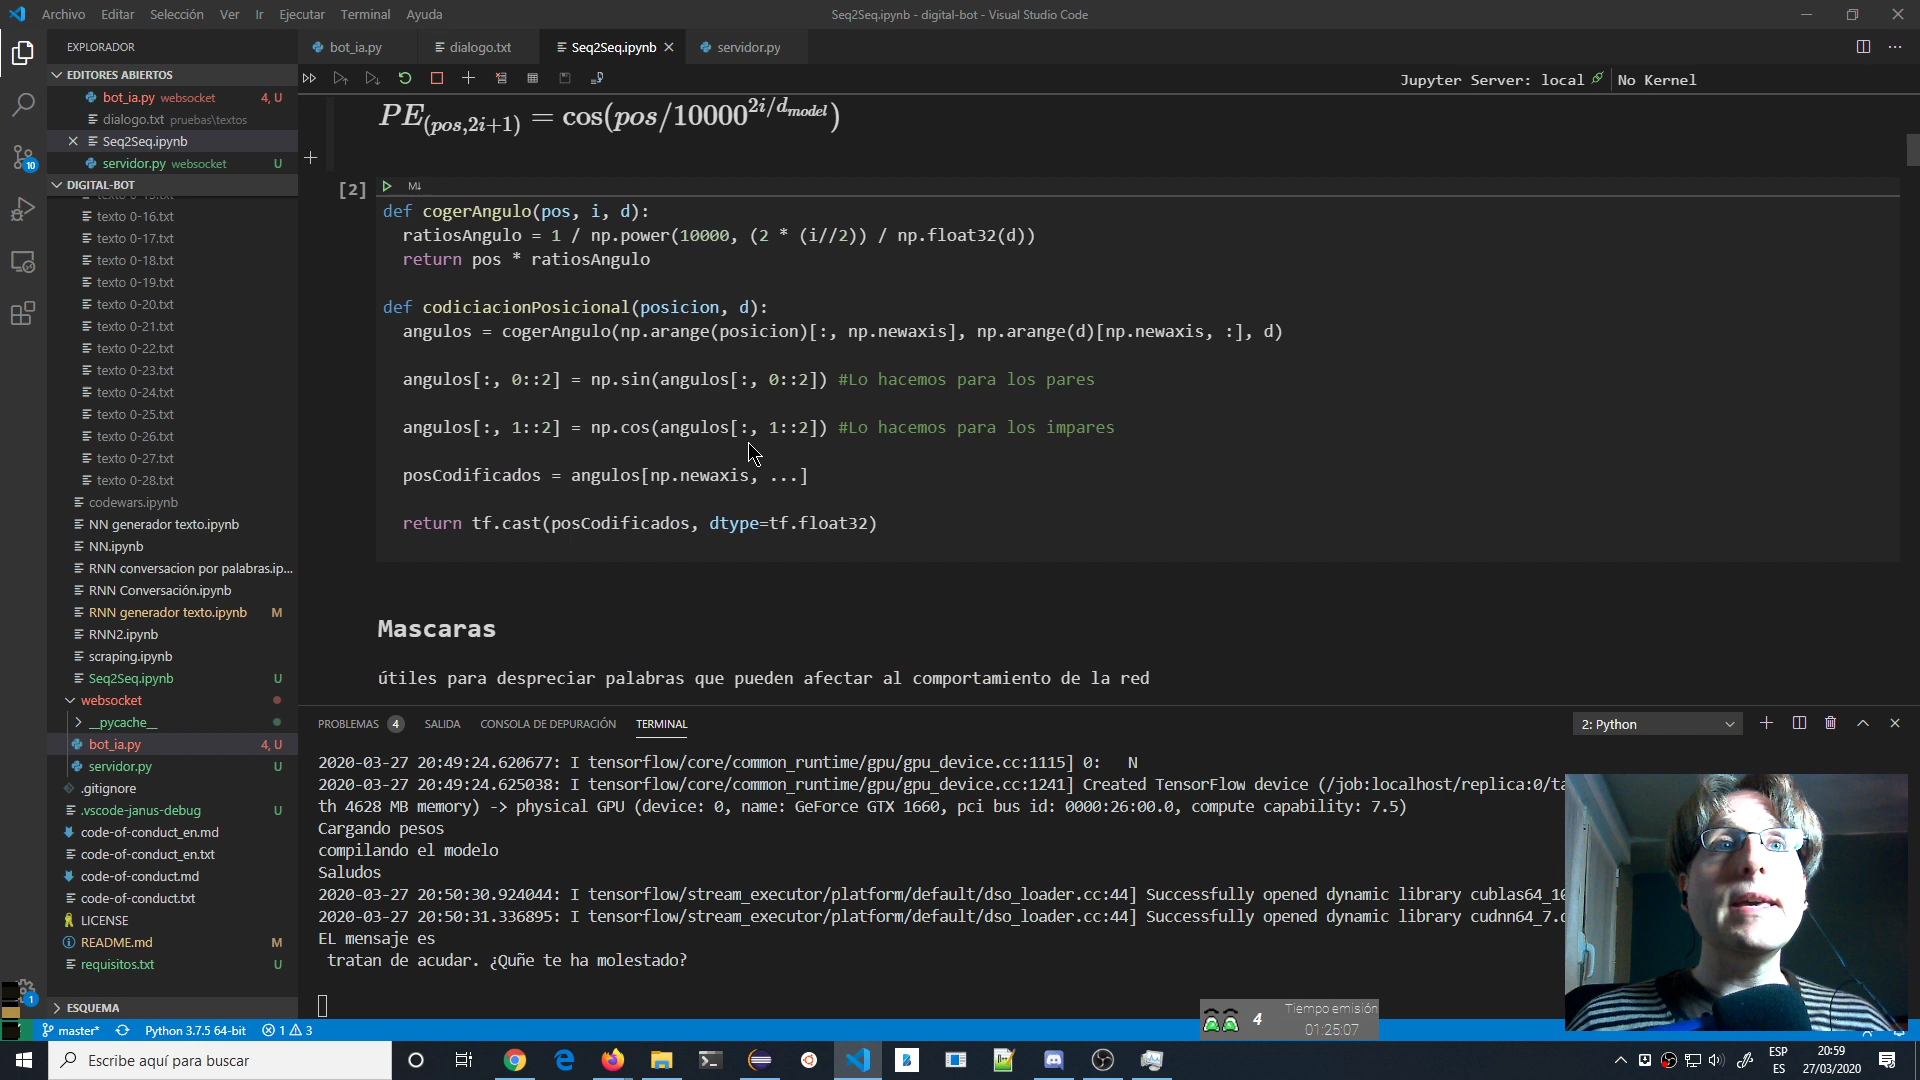 Archivo Editar Selección Ver Ir Ejecutar Terminal Ayuda
Seq2Seq.ipynb - digital-bot - Visual Studio Code
EXPLORADOR
EDITORES ABIERTOS
bot_ia.py websocket 4, U
dialogo.txt pruebas\textos
Seq2Seq.ipynb
servidor.py websocket U
DIGITAL-BOT
texto 0-16.txt
texto 0-17.txt
texto 0-18.txt
texto 0-19.txt
texto 0-20.txt
texto 0-21.txt
texto 0-22.txt
texto 0-23.txt
texto 0-24.txt
texto 0-25.txt
texto 0-26.txt
texto 0-27.txt
texto 0-28.txt
codewars.ipynb
NN generador texto.ipynb
NN.ipynb
RNN conversacion por palabras.ip...
RNN Conversación.ipynb
RNN generador texto.ipynb M
RNN2.ipynb
scraping.ipynb
Seq2Seq.ipynb U
websocket
__pycache__
bot_ia.py 4, U
servidor.py U
.gitignore
.vscode-janus-debug U
code-of-conduct_en.md
code-of-conduct_en.txt
code-of-conduct.md
code-of-conduct.txt
LICENSE
README.md M
requisitos.txt U
ESQUEMA
10
1
bot_ia.py dialogo.txt Seq2Seq.ipynb servidor.py
Jupyter Server: local No Kernel
PE(pos,2i+1) = cos(pos/10000^2i/dmodel)
[2]
M↓
def cogerAngulo(pos, i, d):
ratiosAngulo = 1 / np.power(10000, (2 * (i//2)) / np.float32(d))
return pos * ratiosAngulo
def codiciacionPosicional(posicion, d):
angulos = cogerAngulo(np.arange(posicion)[:, np.newaxis], np.arange(d)[np.newaxis, :], d)
angulos[:, 0::2] = np.sin(angulos[:, 0::2]) #Lo hacemos para los pares
angulos[:, 1::2] = np.cos(angulos[:, 1::2]) #Lo hacemos para los impares
posCodificados = angulos[np.newaxis, ...]
return tf.cast(posCodificados, dtype=tf.float32)
Mascaras
útiles para despreciar palabras que pueden afectar al comportamiento de la red
PROBLEMAS 4 SALIDA CONSOLA DE DEPURACIÓN TERMINAL
2: Python
2020-03-27 20:49:24.620677: I tensorflow/core/common_runtime/gpu/gpu_device.cc:1115] 0: N
2020-03-27 20:49:24.625038: I tensorflow/core/common_runtime/gpu/gpu_device.cc:1241] Created TensorFlow device (/job:localhost/replica:0/ta
th 4628 MB memory) -> physical GPU (device: 0, name: GeForce GTX 1660, pci bus id: 0000:26:00.0, compute capability: 7.5)
Cargando pesos
compilando el modelo
Saludos
2020-03-27 20:50:30.924044: I tensorflow/stream_executor/platform/default/dso_loader.cc:44] Successfully opened dynamic library cublas64_10
2020-03-27 20:50:31.336895: I tensorflow/stream_executor/platform/default/dso_loader.cc:44] Successfully opened dynamic library cudnn64_7.d
EL mensaje es
tratan de acudar. ¿Quñe te ha molestado?
4
Tiempo emisión
01:25:07
master* Python 3.7.5 64-bit 1 3
Escribe aquí para buscar
ESP
ES
20:59
27/03/2020